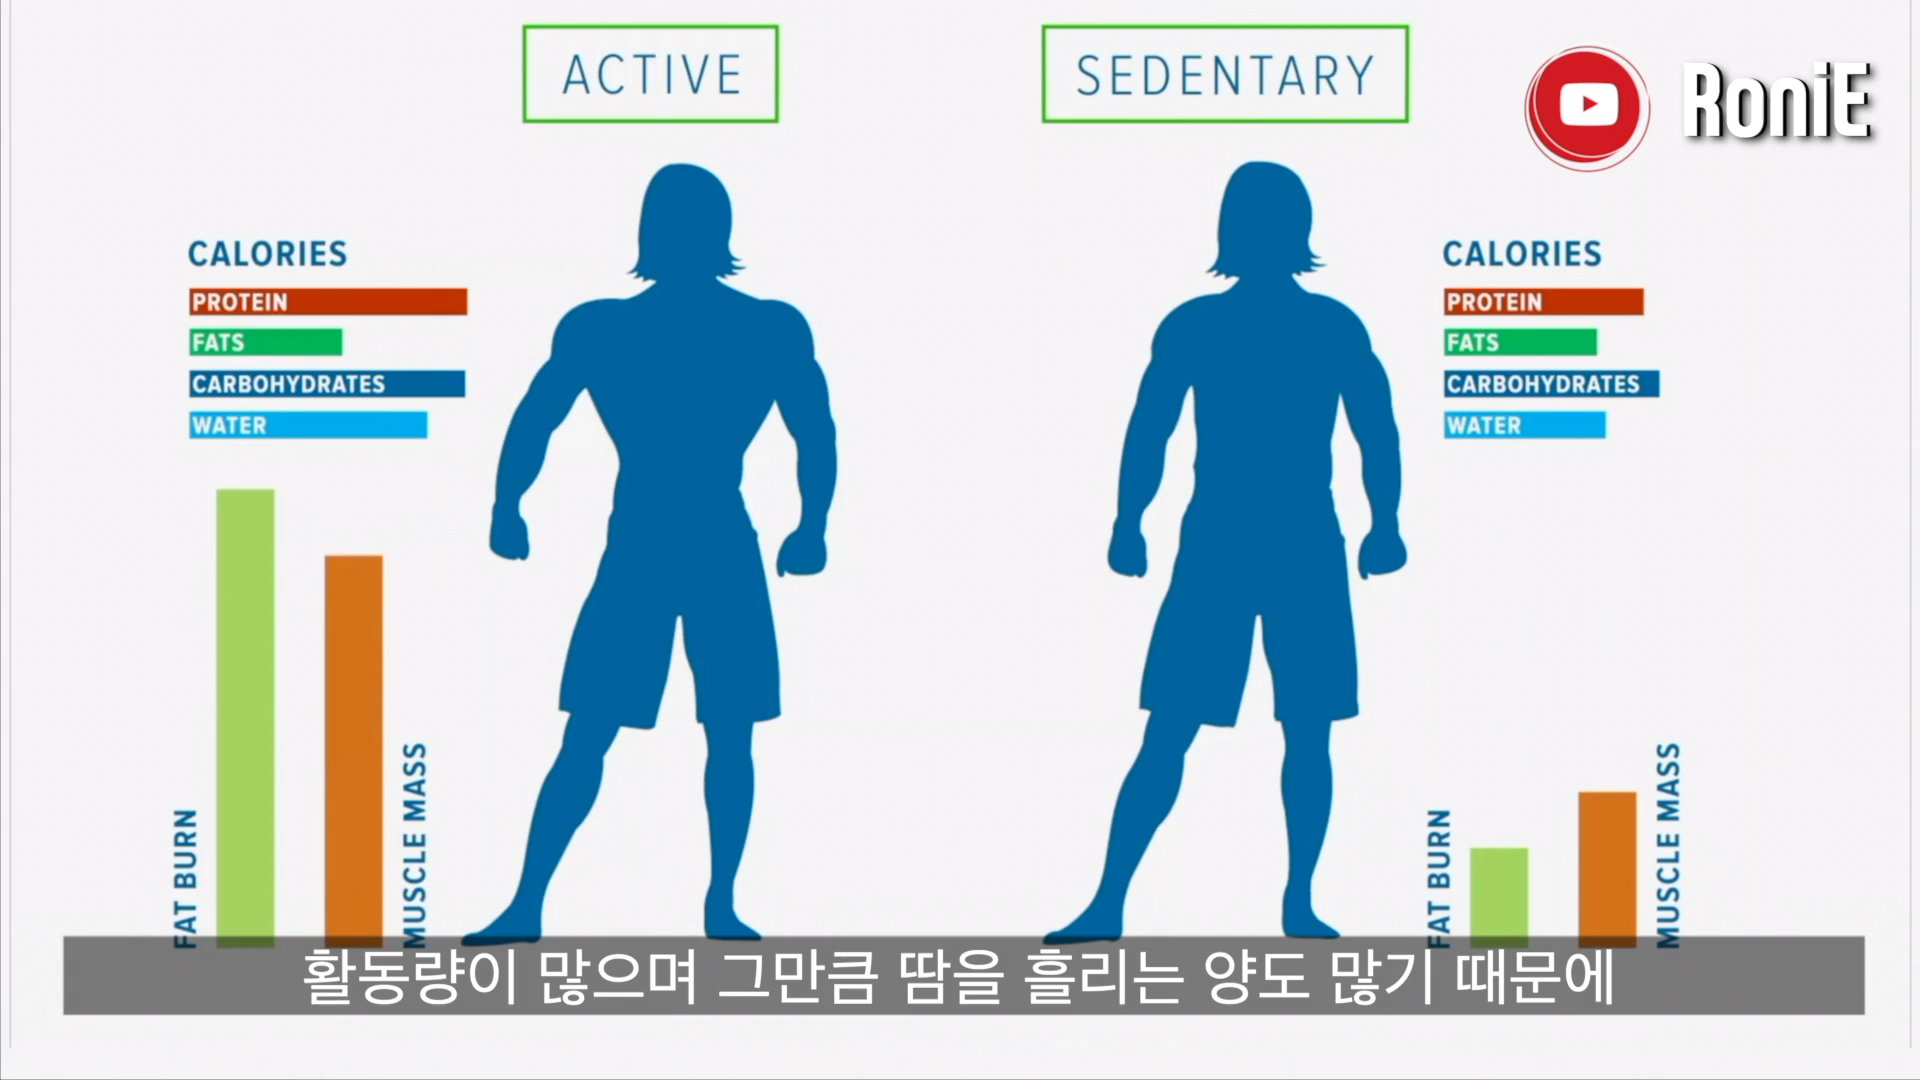 ACTIVE
SEDENTARY
RoniE
CALORIES
PROTEIN
FATS
CARBOHYDRATES
WATER
FAT BURN
MUSCLE MASS
CALORIES
PROTEIN
FATS
CARBOHYDRATES
WATER
FAT BURN
MUSCLE MASS
활동량이 많으며 그만큼 땀을 흘리는 양도 많기 때문에